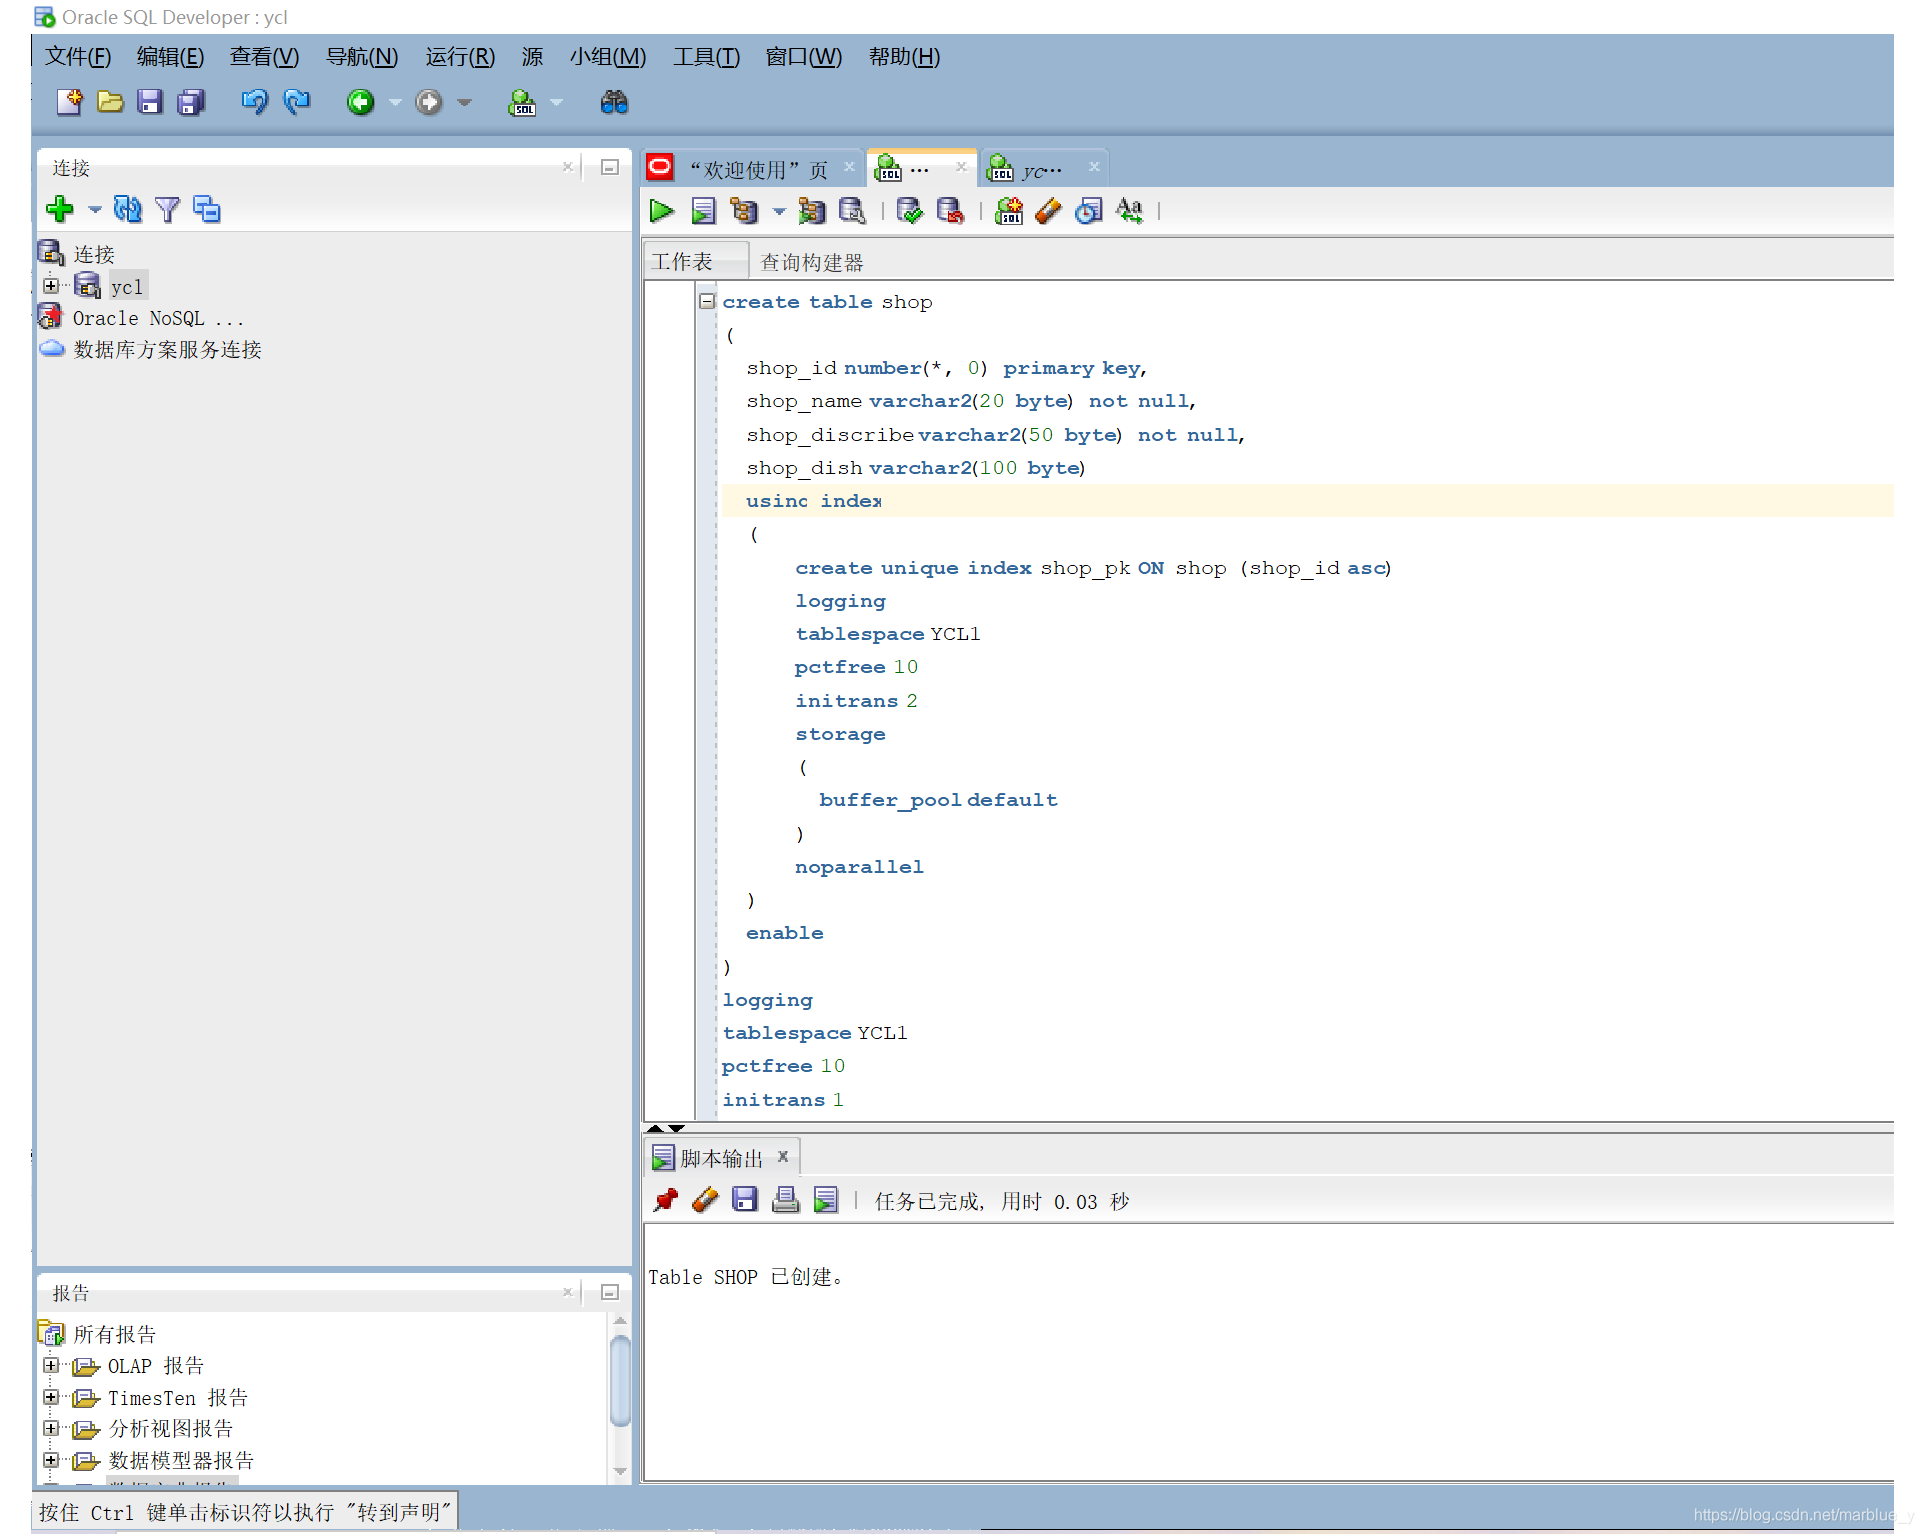 Oracle SQL Developer : ycl
文件(F) 编辑(E) 查看(V) 导航(N) 运行(R) 源 小组(M) 工具(T) 窗口(W) 帮助(H)
连接
连接
ycl
Oracle NoSQL ...
数据库方案服务连接
“欢迎使用”页 ... yc...
工作表 查询构建器
create table shop
(
shop_id number(*, 0) primary key,
shop_name varchar2(20 byte) not null,
shop_discribe varchar2(50 byte) not null,
shop_dish varchar2(100 byte)
using index
(
create unique index shop_pk ON shop (shop_id asc)
logging
tablespace YCL1
pctfree 10
initrans 2
storage
(
buffer_pool default
)
noparallel
)
enable
)
logging
tablespace YCL1
pctfree 10
initrans 1
脚本输出
任务已完成, 用时 0.03 秒
Table SHOP 已创建。
报告
所有报告
OLAP 报告
TimesTen 报告
分析视图报告
数据模型器报告
按住 Ctrl 键单击标识符以执行 "转到声明"
https://blog.csdn.net/marblue_y